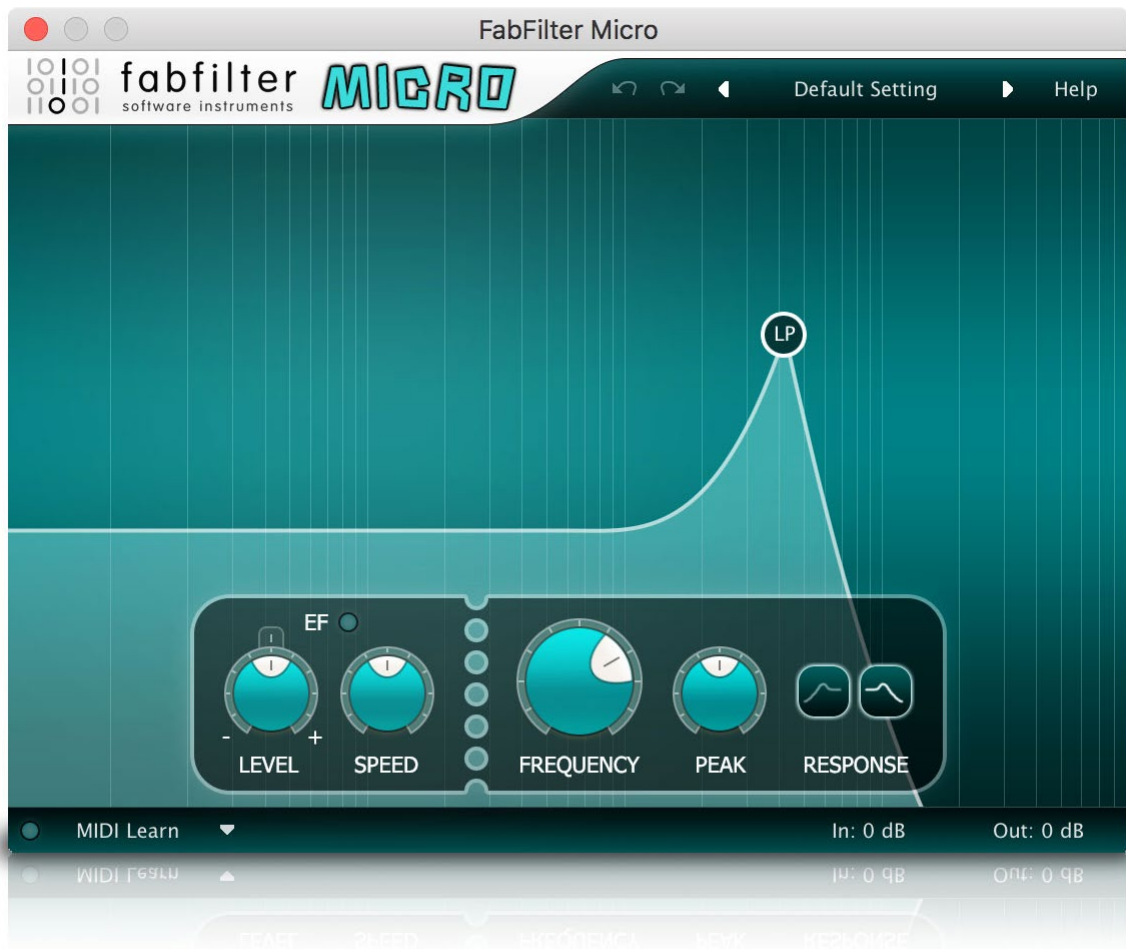 FabFilter Micro
fabfilter MICRO
software instruments
Default Setting
Help
LP
EF
- +
LEVEL SPEED FREQUENCY PEAK RESPONSE
MIDI Learn In: 0 dB Out: 0 dB